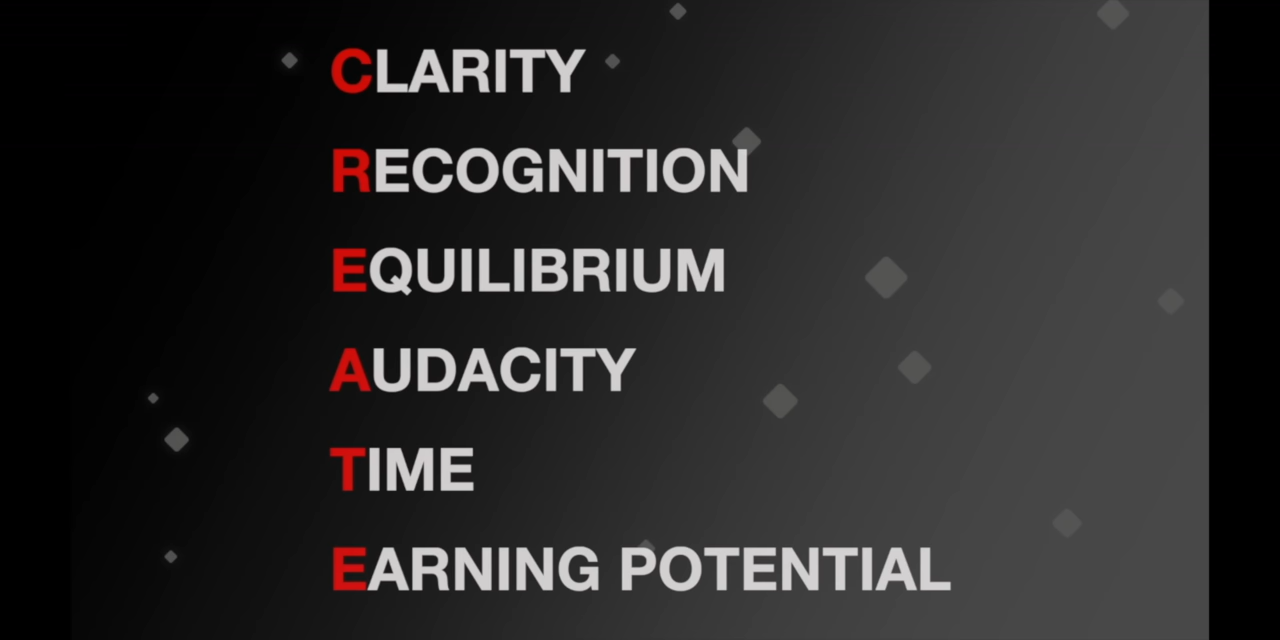 CLARITY
RECOGNITION
EQUILIBRIUM
AUDACITY
TIME
EARNING POTENTIAL